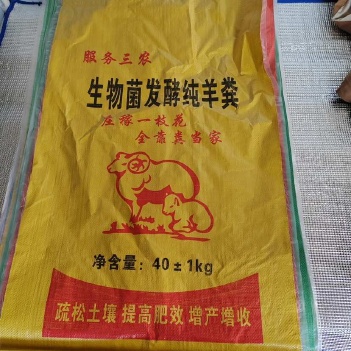 服务三农
生物菌发酵纯羊粪
庄稼一枝花
全靠粪当家
净含量：40±1kg
疏松土壤 提高肥效 增产增收